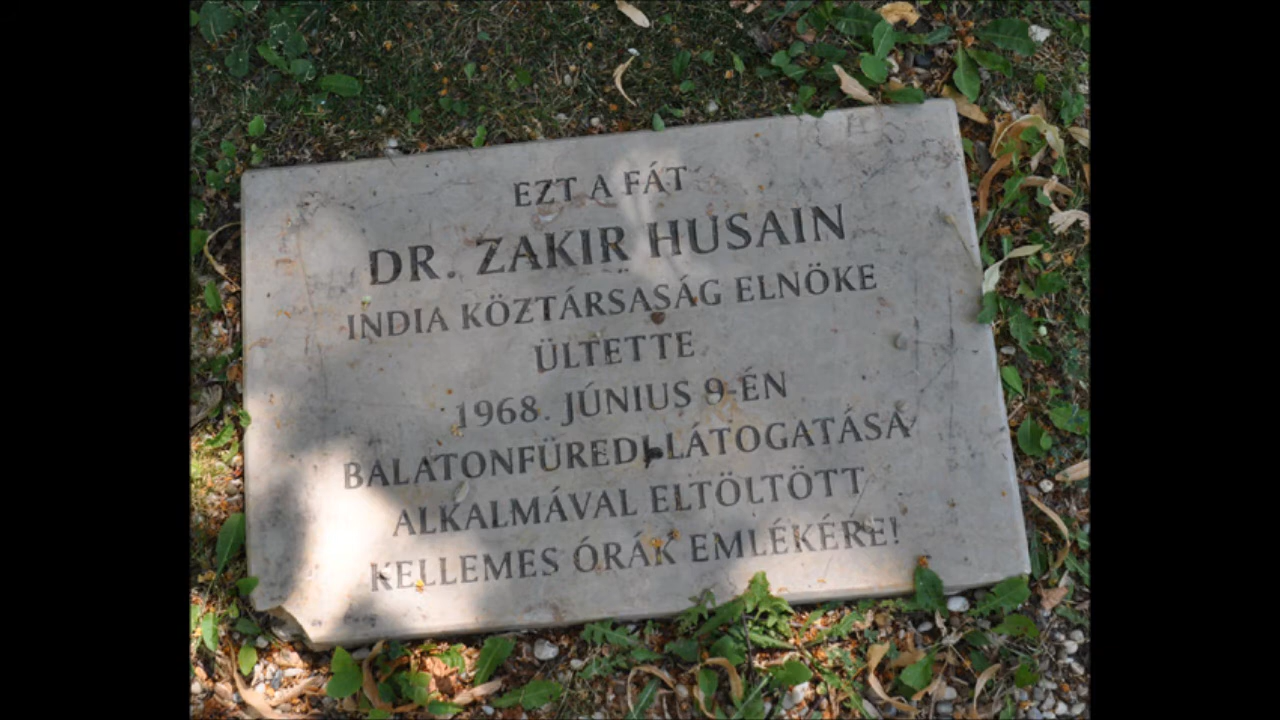 EZT A FÁT
DR. ZAKIR HUSAIN
INDIA KÖZTÁRSASÁG ELNÖKE
ÜLTETTE
1968. JÚNIUS 9-ÉN
BALATONFÜREDI LÁTOGATÁSA
ALKALMÁVAL ELTÖLTÖTT
KELLEMES ÓRÁK EMLÉKÉRE!